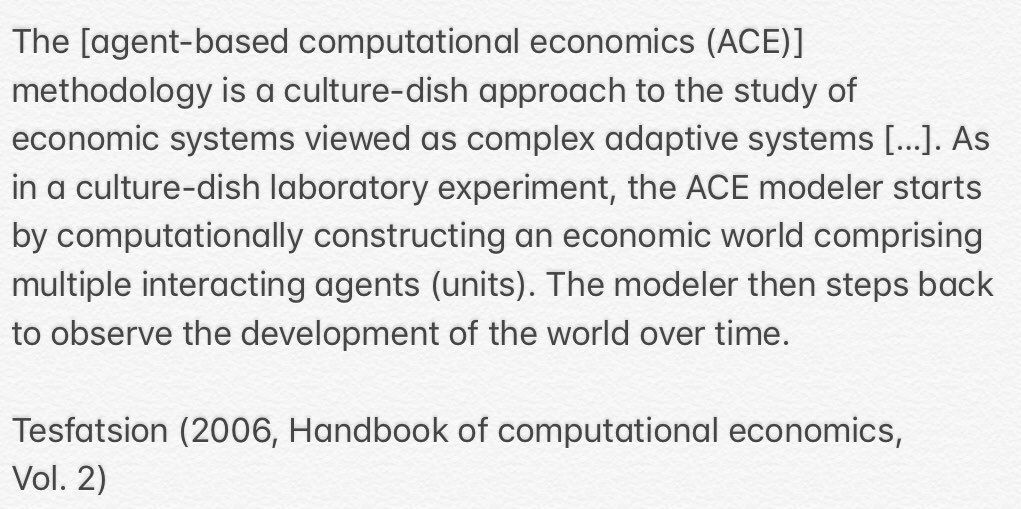 The [agent-based computational economics (ACE)]
methodology is a culture-dish approach to the study of
economic systems viewed as complex adaptive systems [...]. As
in a culture-dish laboratory experiment, the ACE modeler starts
by computationally constructing an economic world comprising
multiple interacting agents (units). The modeler then steps back
to observe the development of the world over time.
Tesfatsion (2006, Handbook of computational economics,
Vol. 2)